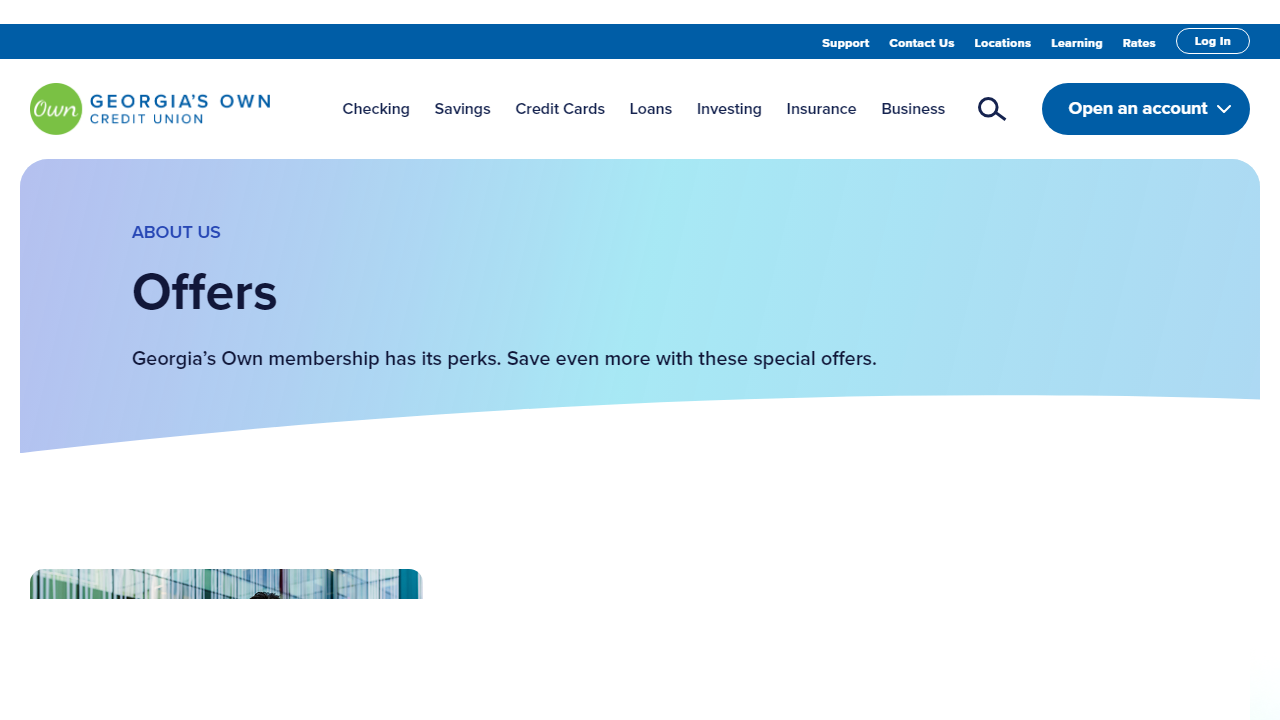 Support Contact Us Locations Learning Rates Log In
Own GEORGIA'S OWN
CREDIT UNION
Checking Savings Credit Cards Loans Investing Insurance Business Open an account
ABOUT US
Offers
Georgia’s Own membership has its perks. Save even more with these special offers.